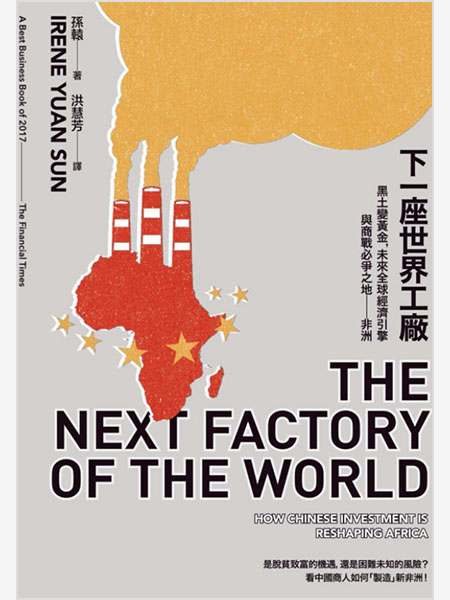 孫轅——著 洪慧芳——譯
IRENE YUAN SUN
A Best Business Book of 2017——The Financial Times
下一座世界工廠
黑土變黃金,未來全球經濟引擎
與商戰必爭之地——非洲
THE
NEXT FACTORY
OF THE WORLD
HOW CHINESE INVESTMENT IS
RESHAPING AFRICA
是脫貧致富的機遇,還是困難未知的風險?
看中國商人如何「製造」新非洲!